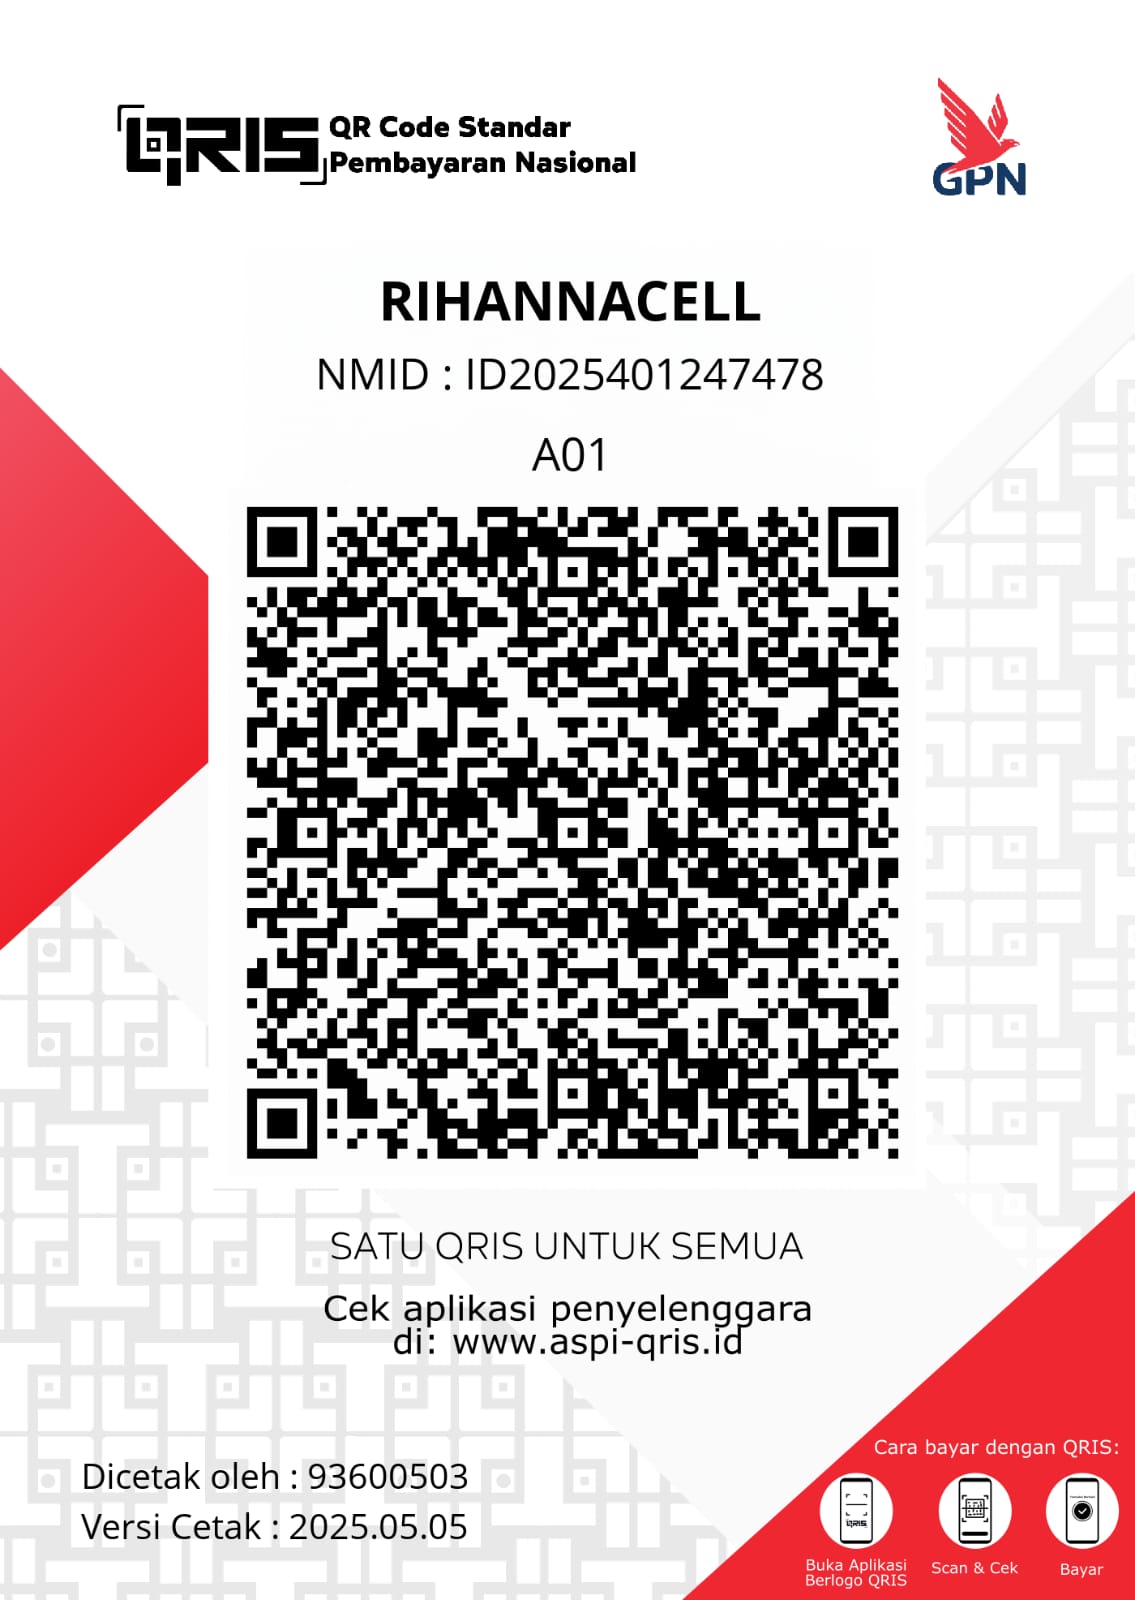 QRIS
QR Code Standar
Pembayaran Nasional
GPN
RIHANNACELL
NMID : ID2025401247478
A01
SATU QRIS UNTUK SEMUA
Cek aplikasi penyelenggara
di: www.aspi-qris.id
Dicetak oleh : 93600503
Versi Cetak : 2025.05.05
Cara bayar dengan QRIS:
QRIS
Buka Aplikasi
Berlogo QRIS
Scan & Cek
Bayar